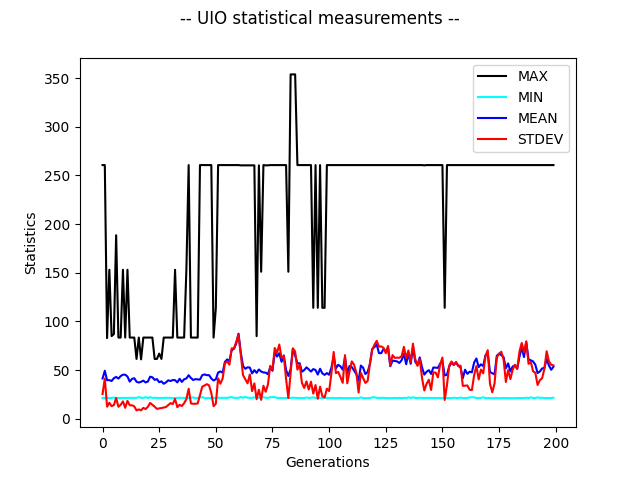 -- UIO statistical measurements --
MAX
MIN
MEAN
STDEV
Statistics
350
300
250
200
150
100
50
0
0 25 50 75 100 125 150 175 200
Generations